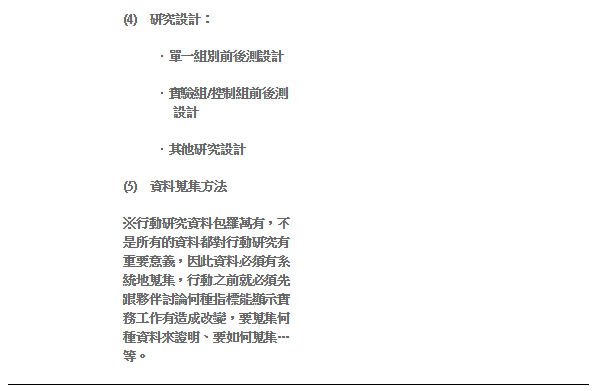 (4) 研究設計：
· 單一組別前後測設計
· 實驗組/控制組前後測
設計
· 其他研究設計
(5) 資料蒐集方法
※行動研究資料包羅萬有，不
是所有的資料都對行動研究有
重要意義，因此資料必須有系
統地蒐集，行動之前就必須先
跟夥伴討論何種指標能顯示實
務工作有造成改變，要蒐集何
種資料來證明、要如何蒐集…
等。